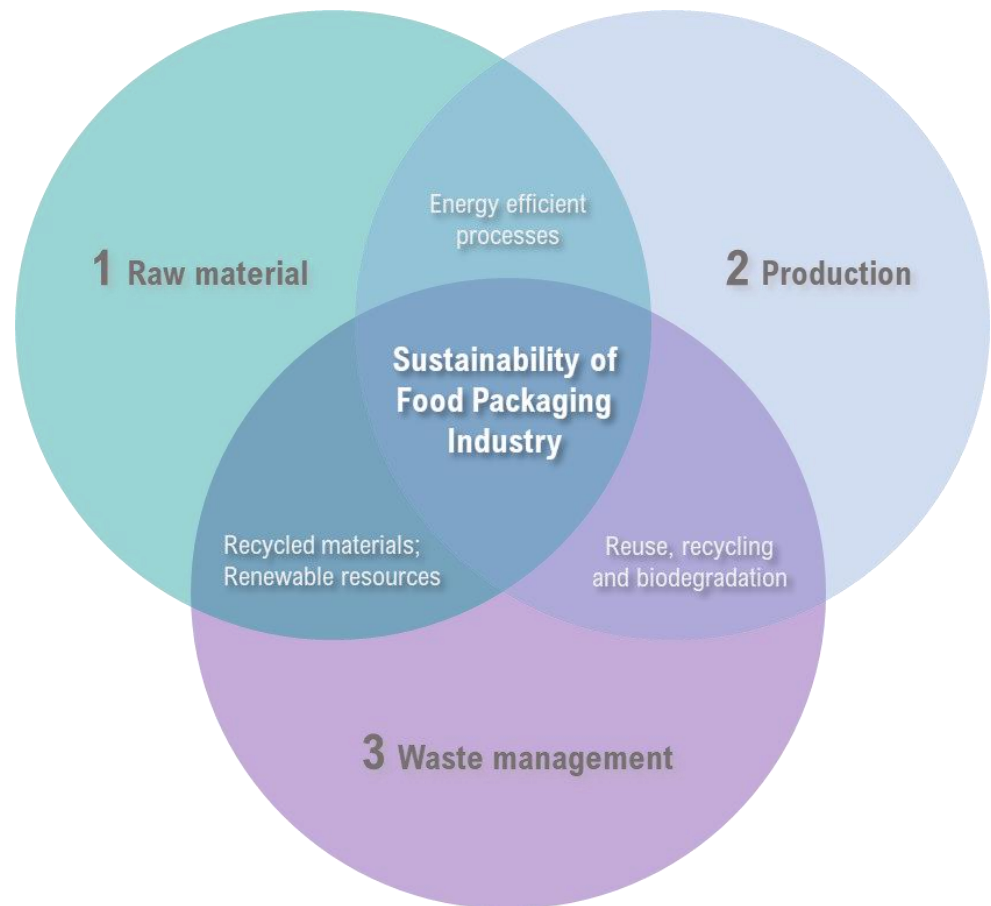 Energy efficient
processes
1 Raw material
2 Production
Sustainability of
Food Packaging
Industry
Recycled materials;
Renewable resources
Reuse, recycling
and biodegradation
3 Waste management